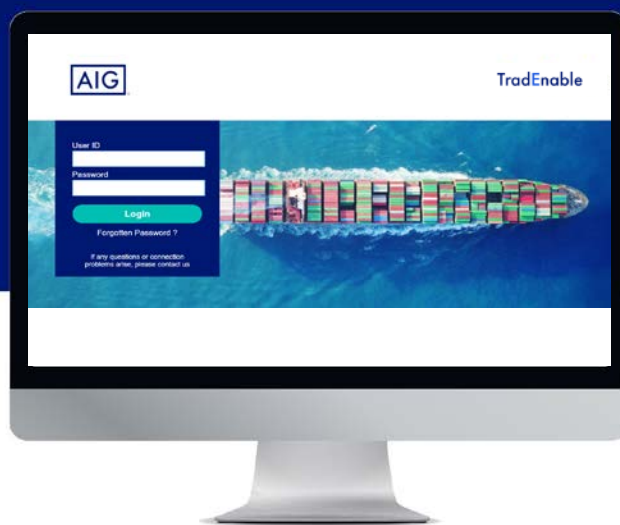 AIG
TradEnable
User ID
Password
Login
Forgotten Password ?
If any questions or connection
problems arise, please contact us